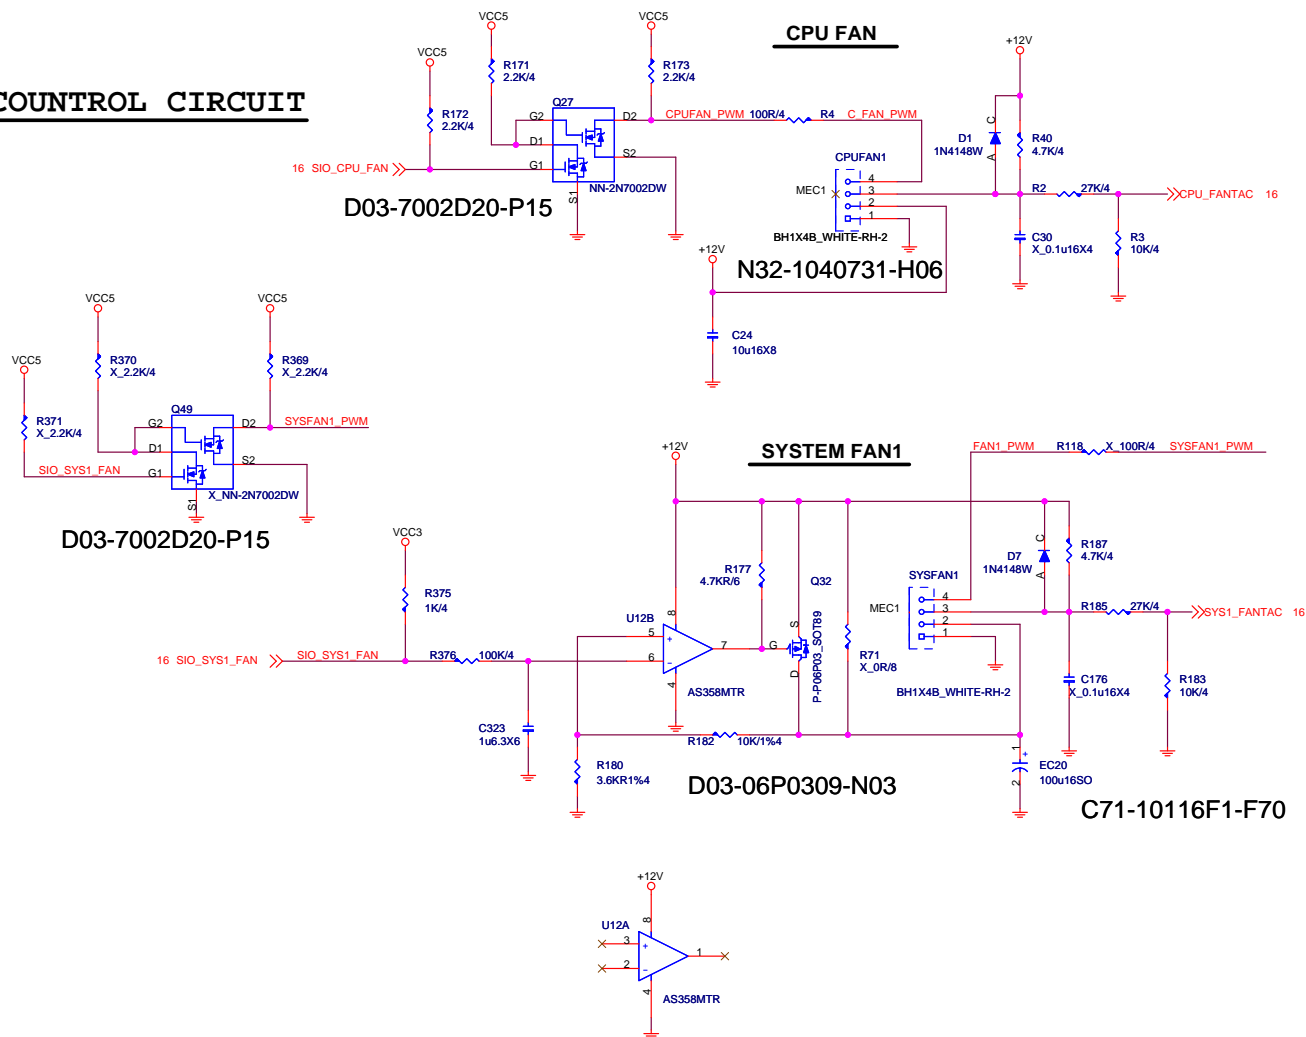 COUNTROL CIRCUIT
CPU FAN
VCC5
VCC5
VCC5
R171
2.2K/4
R173
2.2K/4
R172
2.2K/4
Q27
G2
D2
D1
S2
G1
S1
NN-2N7002DW
16 SIO_CPU_FAN
D03-7002D20-P15
CPUFAN_PWM
100R/4
R4
C_FAN_PWM
+12V
C
D1
1N4148W
A
R40
4.7K/4
CPUFAN1
MEC1
4
3
2
1
BH1X4B_WHITE-RH-2
N32-1040731-H06
R2
27K/4
CPU_FANTAC 16
C30
X_0.1u16X4
R3
10K/4
+12V
C24
10u16X8
VCC5
VCC5
VCC5
R370
X_2.2K/4
R369
X_2.2K/4
R371
X_2.2K/4
Q49
G2
D2
SYSFAN1_PWM
D1
S2
G1
S1
SIO_SYS1_FAN
X_NN-2N7002DW
D03-7002D20-P15
SYSTEM FAN1
+12V
FAN1_PWM
R118
X_100R/4
SYSFAN1_PWM
VCC3
R375
1K/4
16 SIO_SYS1_FAN
SIO_SYS1_FAN
R376
100K/4
C323
1u6.3X6
U12B
8
5
+
6
-
7
4
AS358MTR
R177
4.7KR/6
Q32
S
G
D
P-P06P03_SOT89
R71
X_0R/8
R182
10K/1%4
R180
3.6KR1%4
D03-06P0309-N03
SYSFAN1
MEC1
4
3
2
1
BH1X4B_WHITE-RH-2
C
D7
1N4148W
A
R187
4.7K/4
R185
27K/4
SYS1_FANTAC 16
C176
X_0.1u16X4
R183
10K/4
1
+
EC20
100u16SO
2
C71-10116F1-F70
+12V
U12A
8
3
+
2
-
1
4
AS358MTR